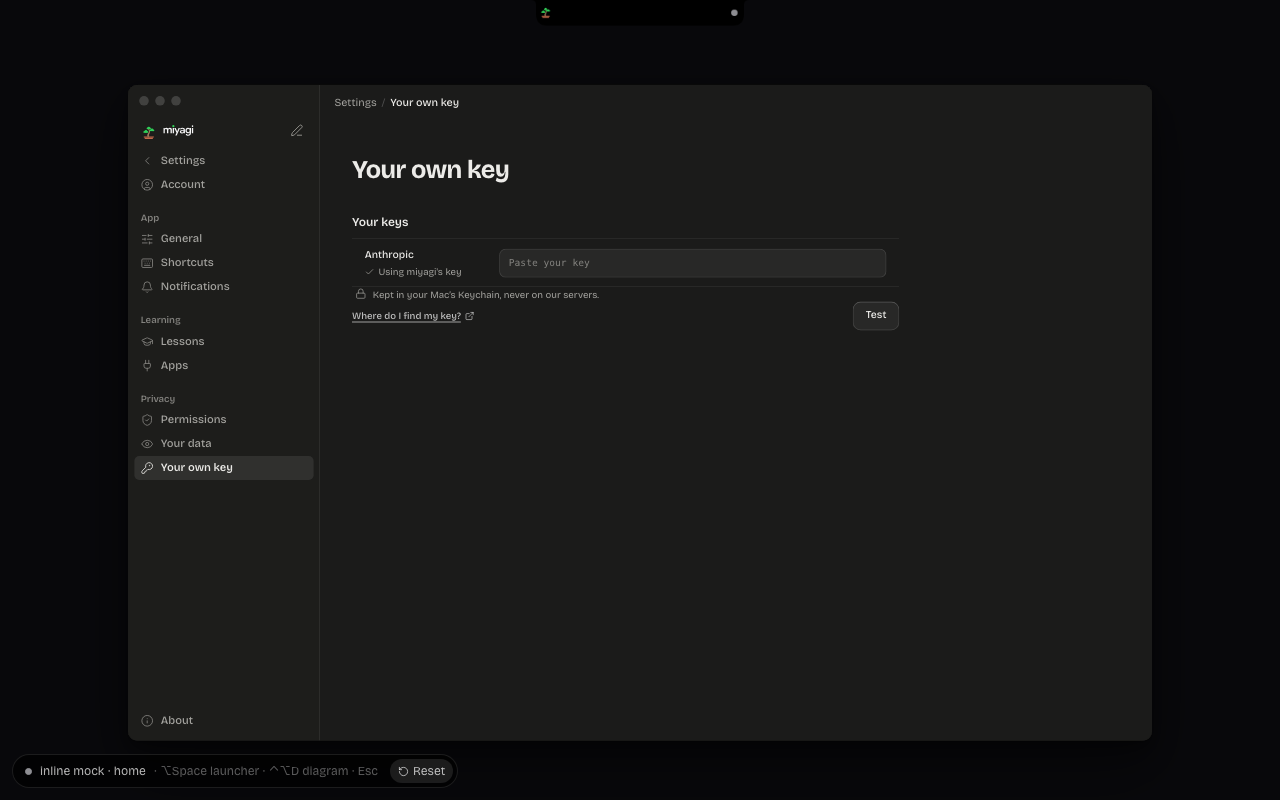 miyagi
Settings
Account
App
General
Shortcuts
Notifications
Learning
Lessons
Apps
Privacy
Permissions
Your data
Your own key
About
Settings / Your own key
Your own key
Your keys
Anthropic
Using miyagi's key
Paste your key
Kept in your Mac's Keychain, never on our servers.
Where do I find my key?
Test
inline mock · home · ⌥Space launcher · ^⌥D diagram · Esc
Reset